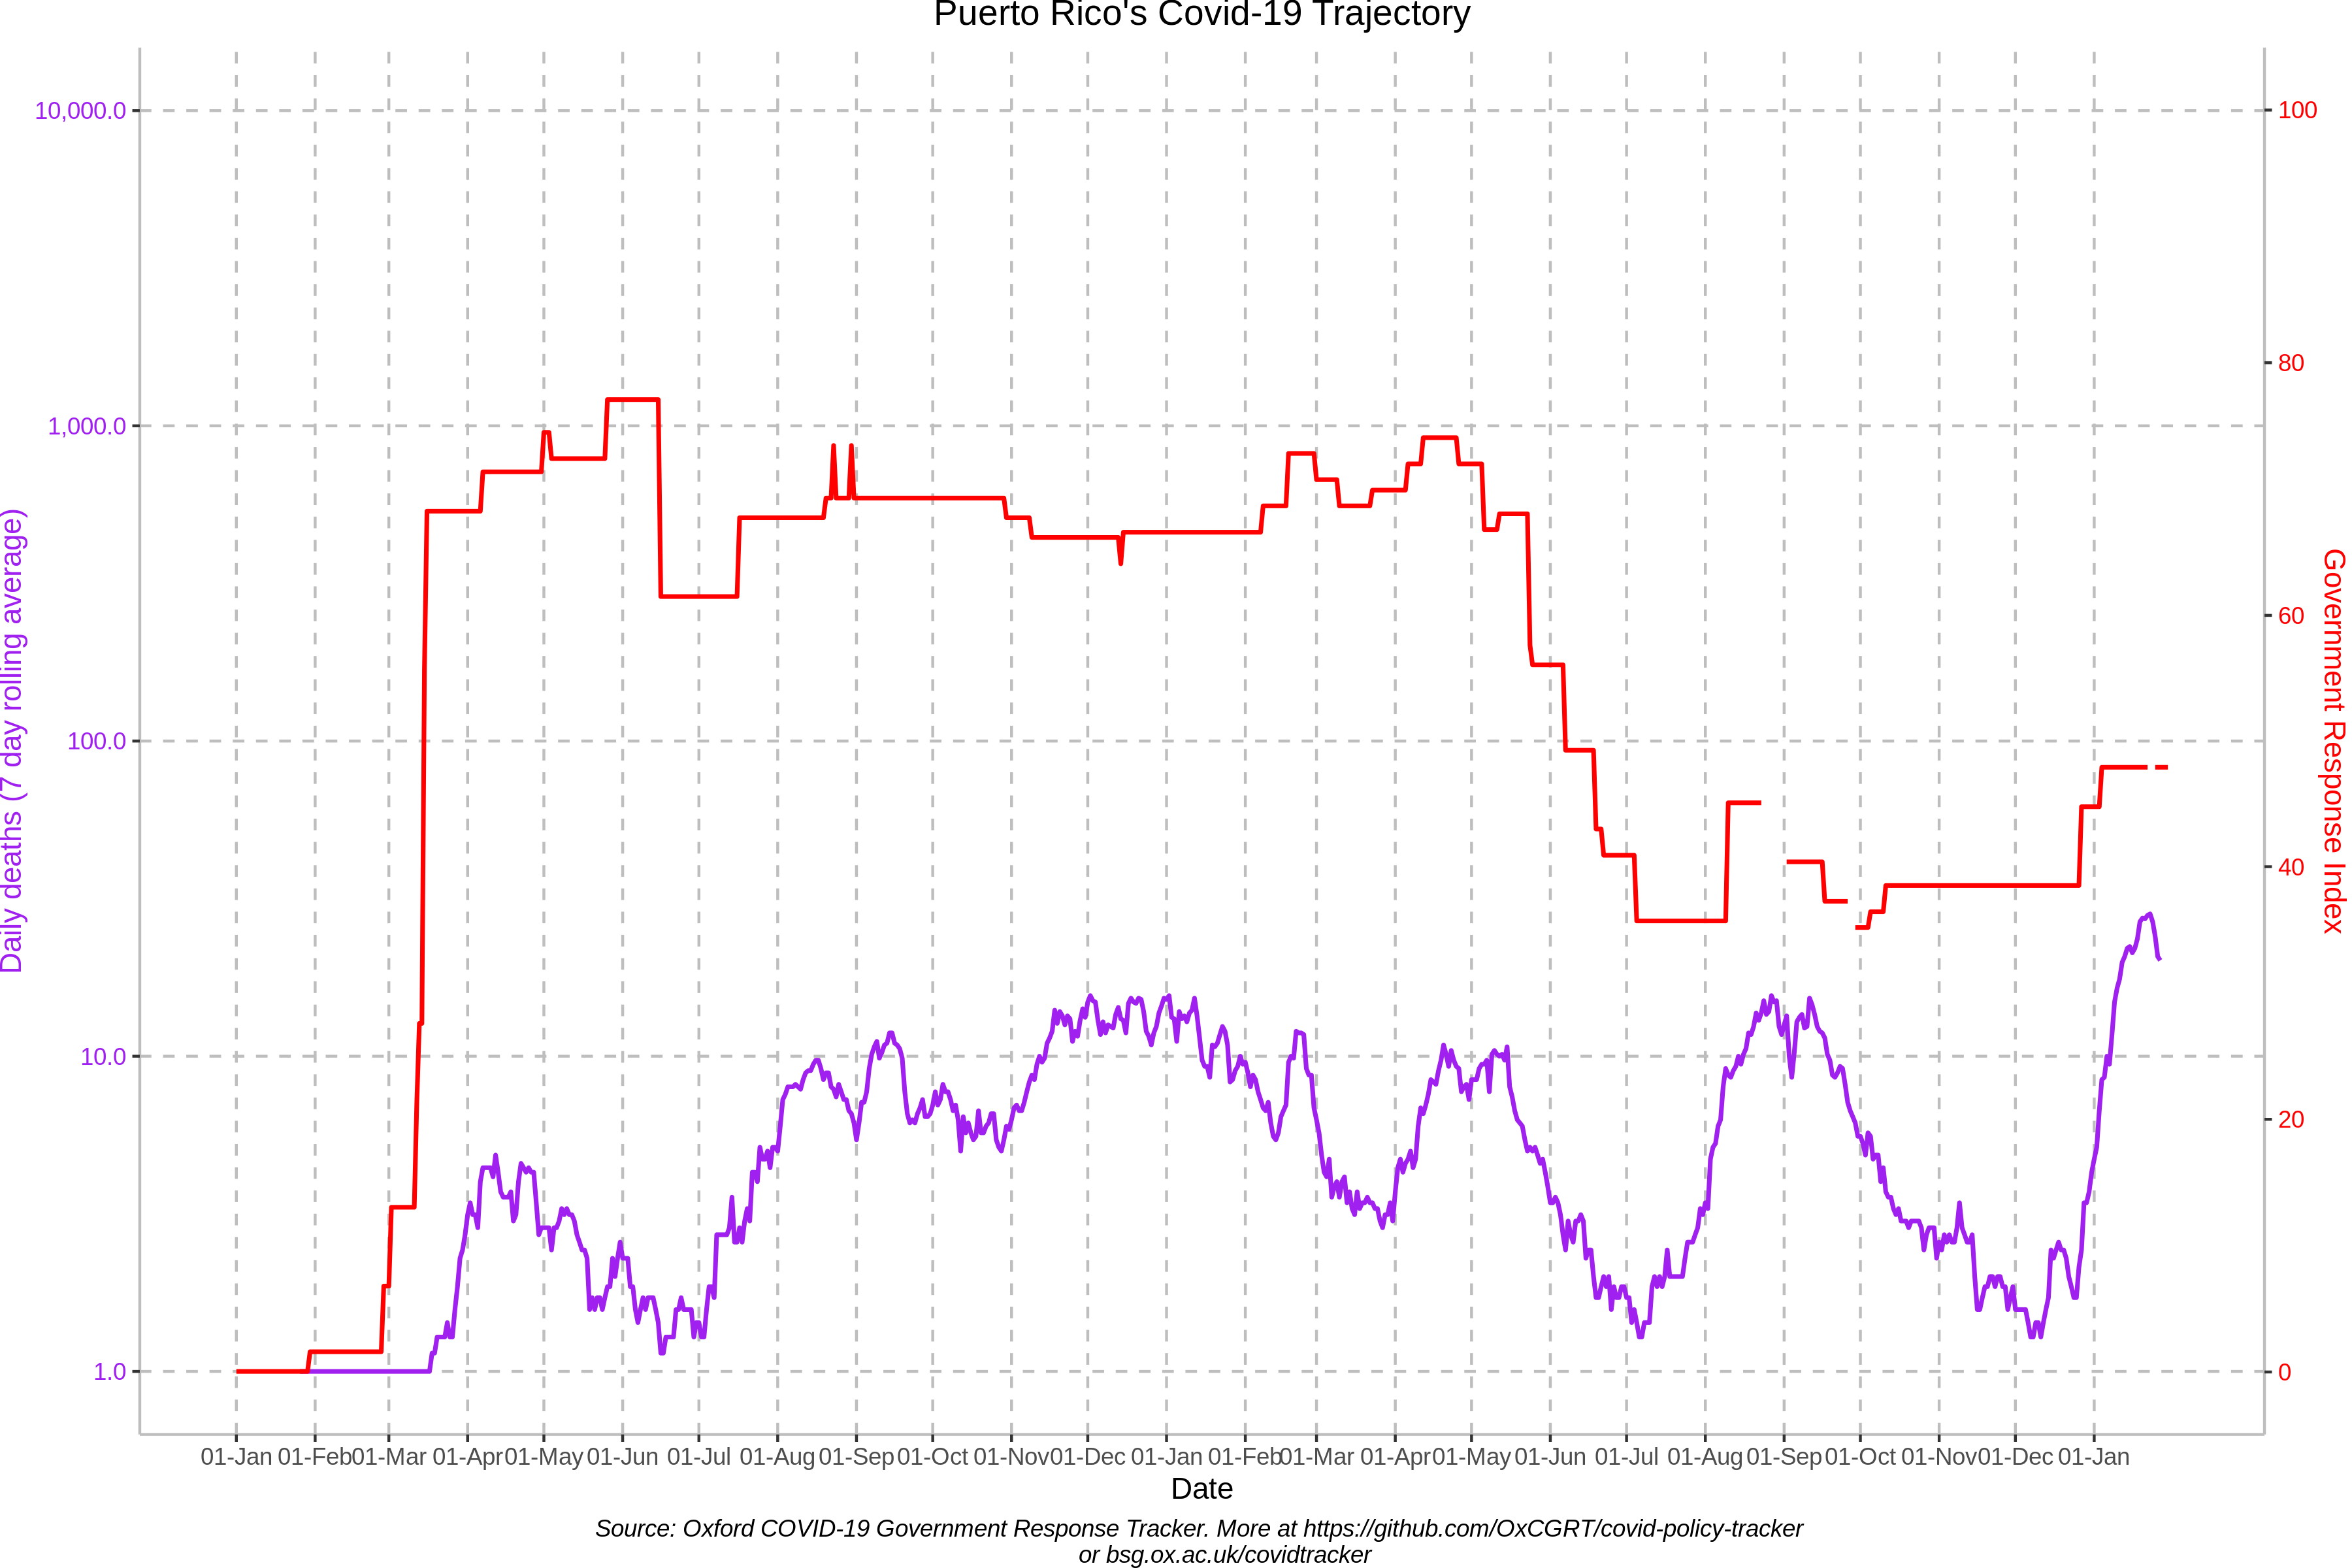 Puerto Rico's Covid-19 Trajectory
10,000.0
1,000.0
100.0
10.0
1.0
Daily deaths (7 day rolling average)
100
80
60
40
20
0
Government Response Index
01-Jan 01-Feb 01-Mar 01-Apr 01-May 01-Jun 01-Jul 01-Aug 01-Sep 01-Oct 01-Nov 01-Dec 01-Jan 01-Feb 01-Mar 01-Apr 01-May 01-Jun 01-Jul 01-Aug 01-Sep 01-Oct 01-Nov 01-Dec 01-Jan
Date
Source: Oxford COVID-19 Government Response Tracker. More at https://github.com/OxCGRT/covid-policy-tracker
or bsg.ox.ac.uk/covidtracker